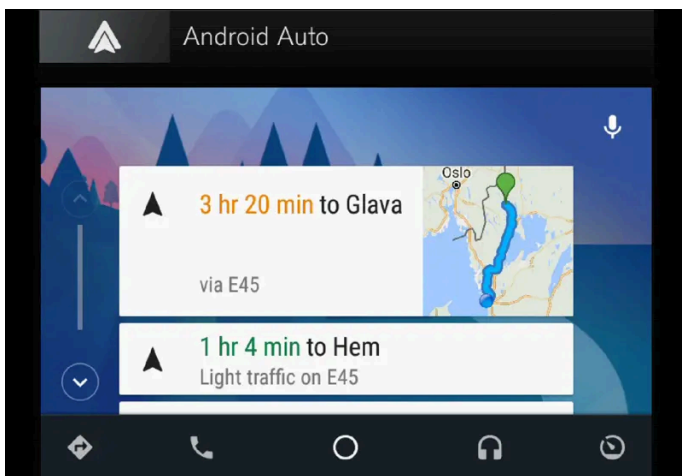 Android Auto
3 hr 20 min to Glava
via E45
Oslo
1 hr 4 min to Hem
Light traffic on E45